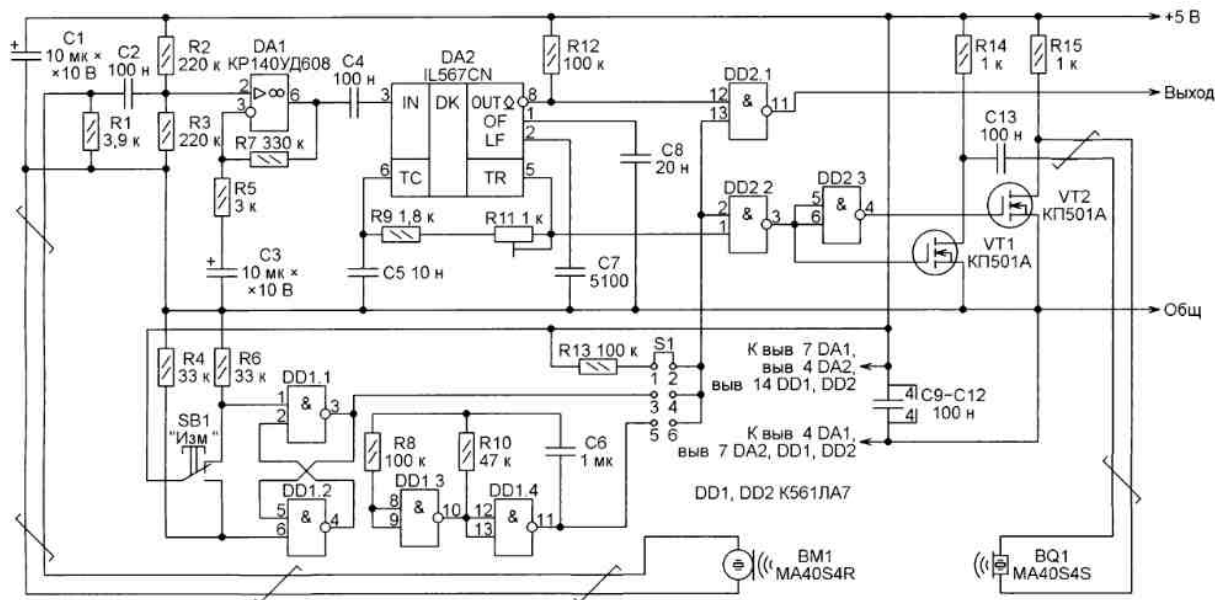 +5 В
C1
10 мк ×
×10 В
C2
100 н
R1
3,9 к
R2
220 к
R3
220 к
DA1
КР140УД608
2
3
▷∞
6
C4
100 н
R7 330 к
R5
3 к
C3
10 мк ×
×10 В
DA2
IL567CN
3
IN
DK
OUT
OF
LF
8
1
2
6
TC
TR
5
R9 1,8 к
R11 1 к
C5 10 н
C7
5100
C8
20 н
R12
100 к
12
13
&
DD2.1
11
Выход
2
1
&
DD2 2
3
5
6
&
DD2 3
4
R14
1 к
R15
1 к
C13
100 н
VT2
КП501А
VT1
КП501А
Общ
R4
33 к
R6
33 к
SB1
"Изм "
DD1.1
1
2
&
3
DD1.2
5
6
&
4
R8
100 к
DD1 3
8
9
&
10
R10
47 к
DD1.4
12
13
&
11
C6
1 мк
R13 100 к
S1
1
2
3
4
5
6
К выв 7 DA1,
выв 4 DA2,
выв 14 DD1, DD2
4
4
C9–C12
100 н
К выв 4 DA1,
выв 7 DA2, DD1, DD2
DD1, DD2 К561ЛА7
BM1
MA40S4R
BQ1
MA40S4S